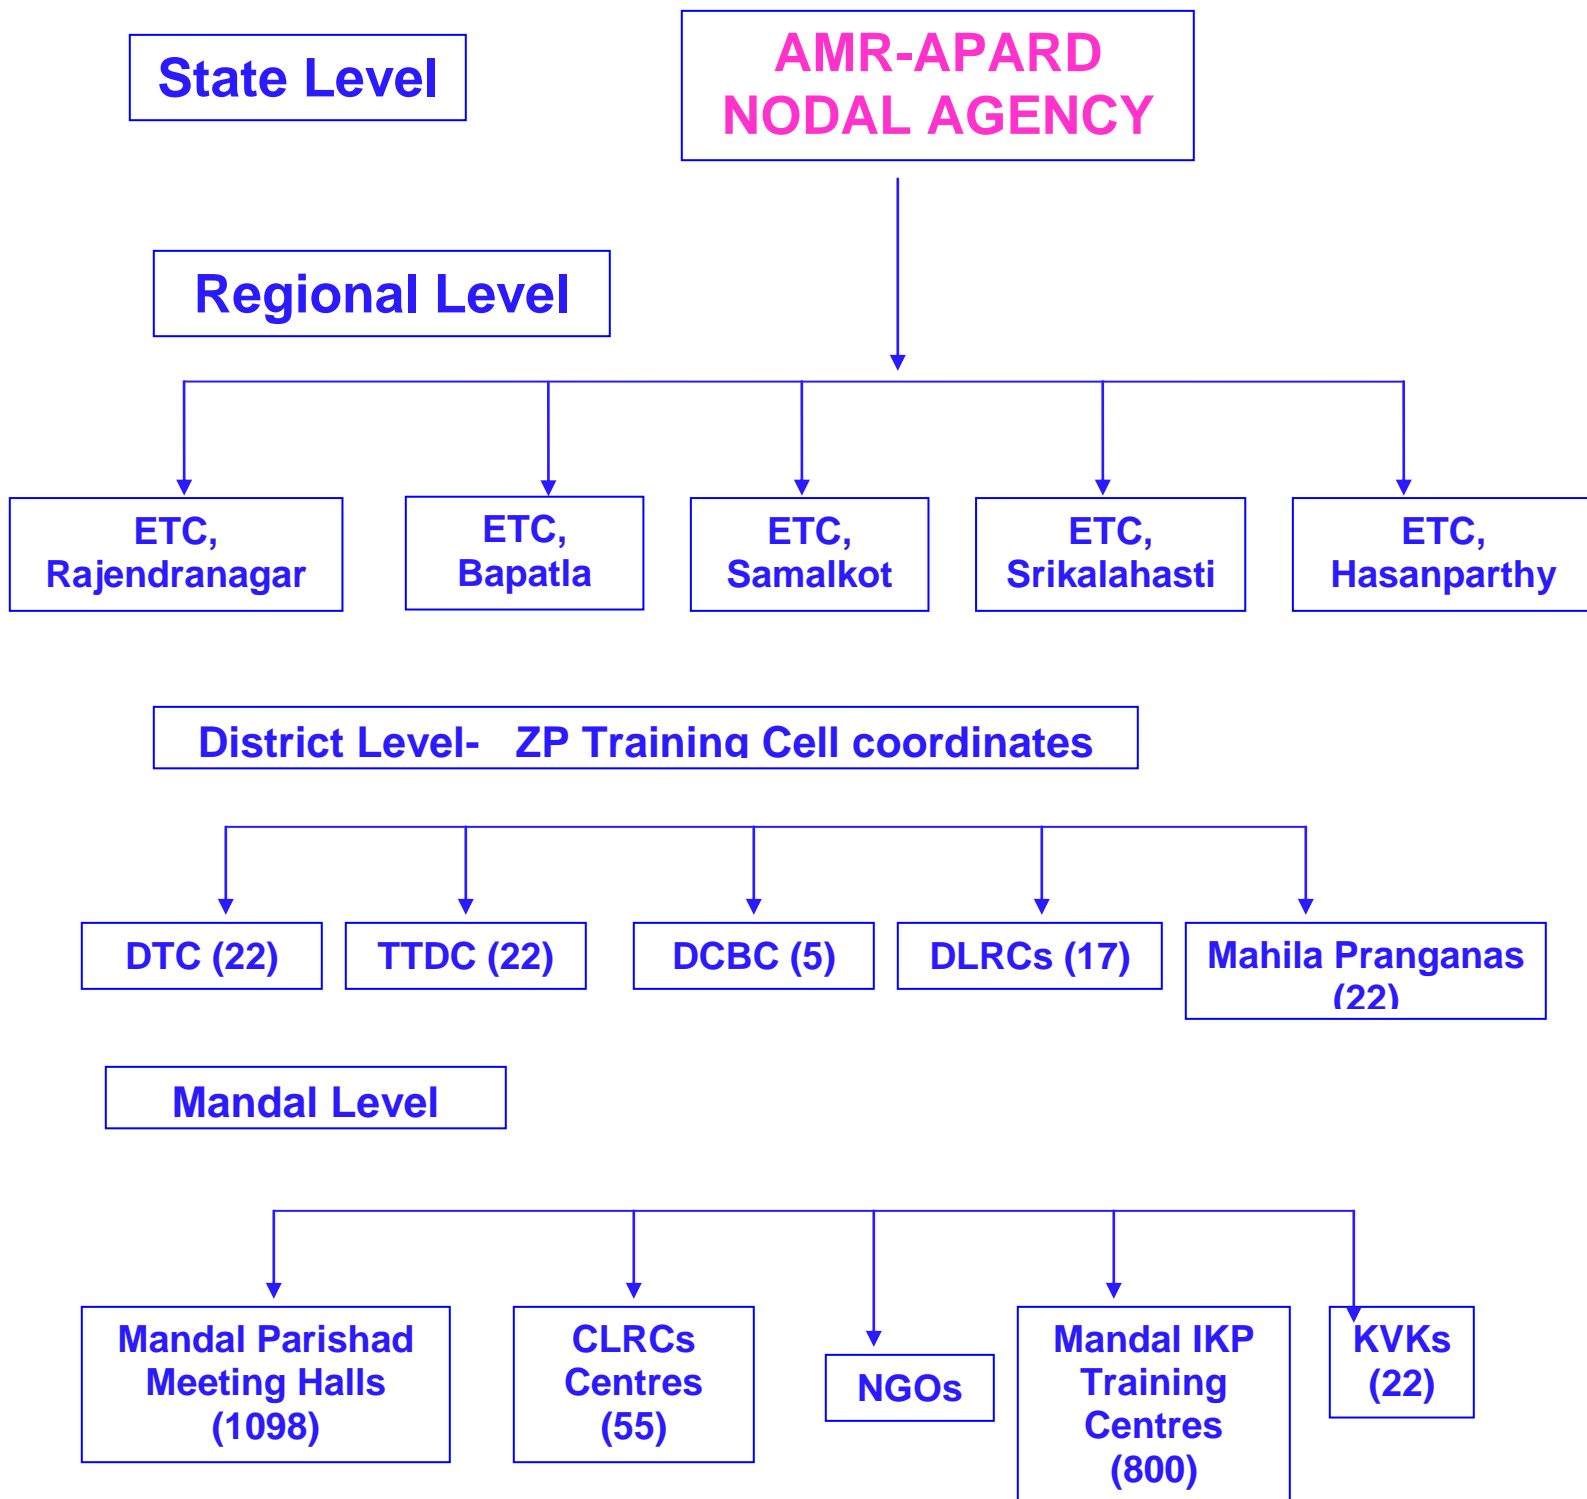 State Level
AMR-APARD
NODAL AGENCY
Regional Level
ETC,
Rajendranagar
ETC,
Bapatla
ETC,
Samalkot
ETC,
Srikalahasti
ETC,
Hasanparthy
District Level- ZP Training Cell coordinates
DTC (22)
TTDC (22)
DCBC (5)
DLRCs (17)
Mahila Pranganas
(22)
Mandal Level
Mandal Parishad
Meeting Halls
(1098)
CLRCs
Centres
(55)
NGOs
Mandal IKP
Training
Centres
(800)
KVKs
(22)